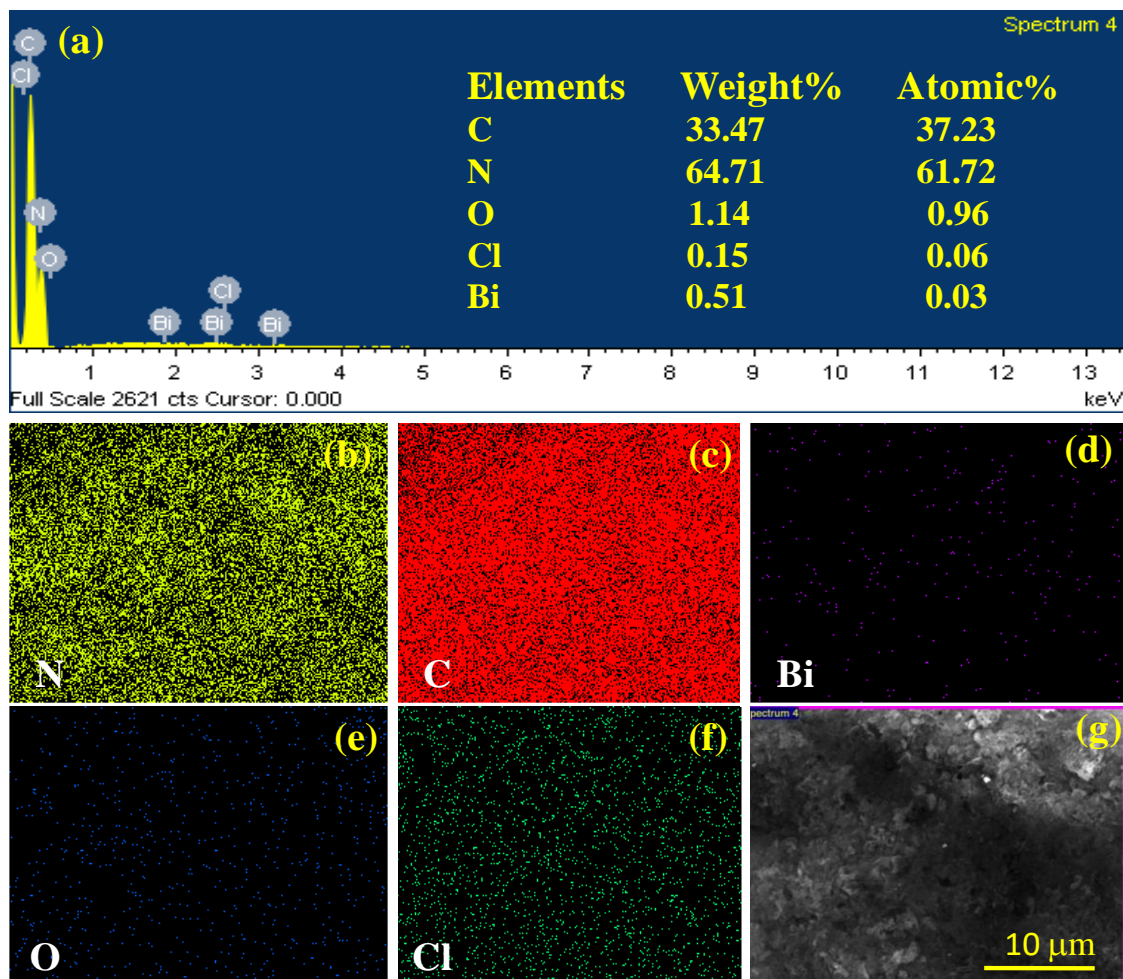 Spectrum 4
(a)
C
Cl
N
O
Cl
Bi
Bi
Bi
Elements Weight% Atomic%
C 33.47 37.23
N 64.71 61.72
O 1.14 0.96
Cl 0.15 0.06
Bi 0.51 0.03
1 2 3 4 5 6 7 8 9 10 11 12 13
Full Scale 2621 cts Cursor: 0.000 keV
(b)
N
(c)
C
(d)
Bi
(e)
O
(f)
Cl
pectrum 4
(g)
10 μm